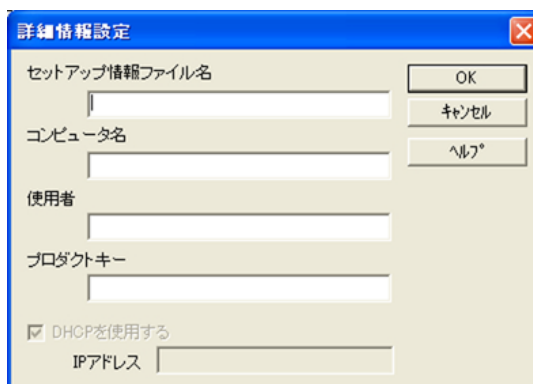 詳細情報設定
セットアップ情報ファイル名
OK
キャンセル
コンピュータ名
ヘルプ
使用者
プロダクトキー
DHCPを使用する
IPアドレス